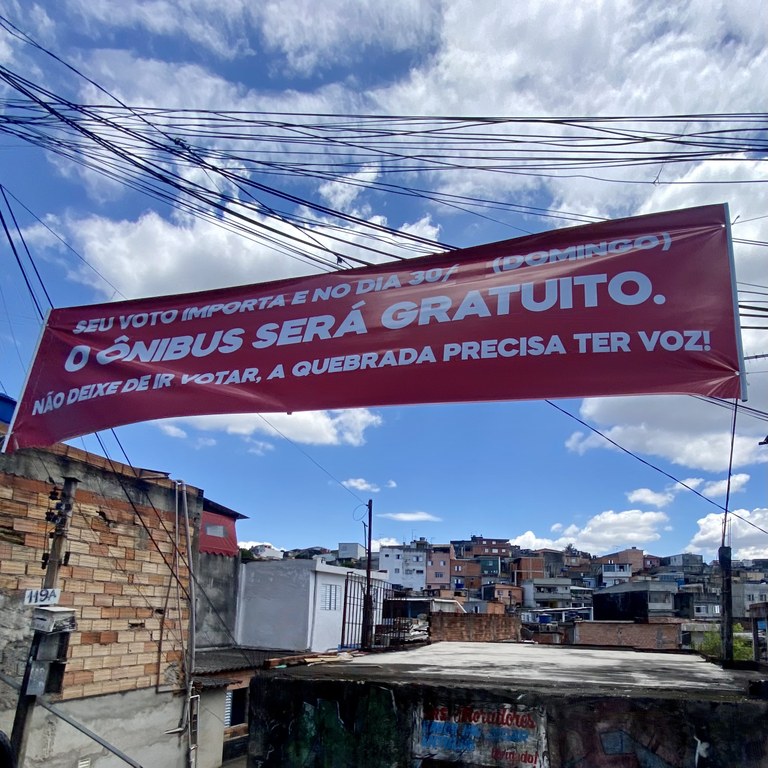 SEU VOTO IMPORTA E NO DIA 30/ (DOMINGO)
O ÔNIBUS SERÁ GRATUITO.
NÃO DEIXE DE IR VOTAR, A QUEBRADA PRECISA TER VOZ!
119A
Moradores